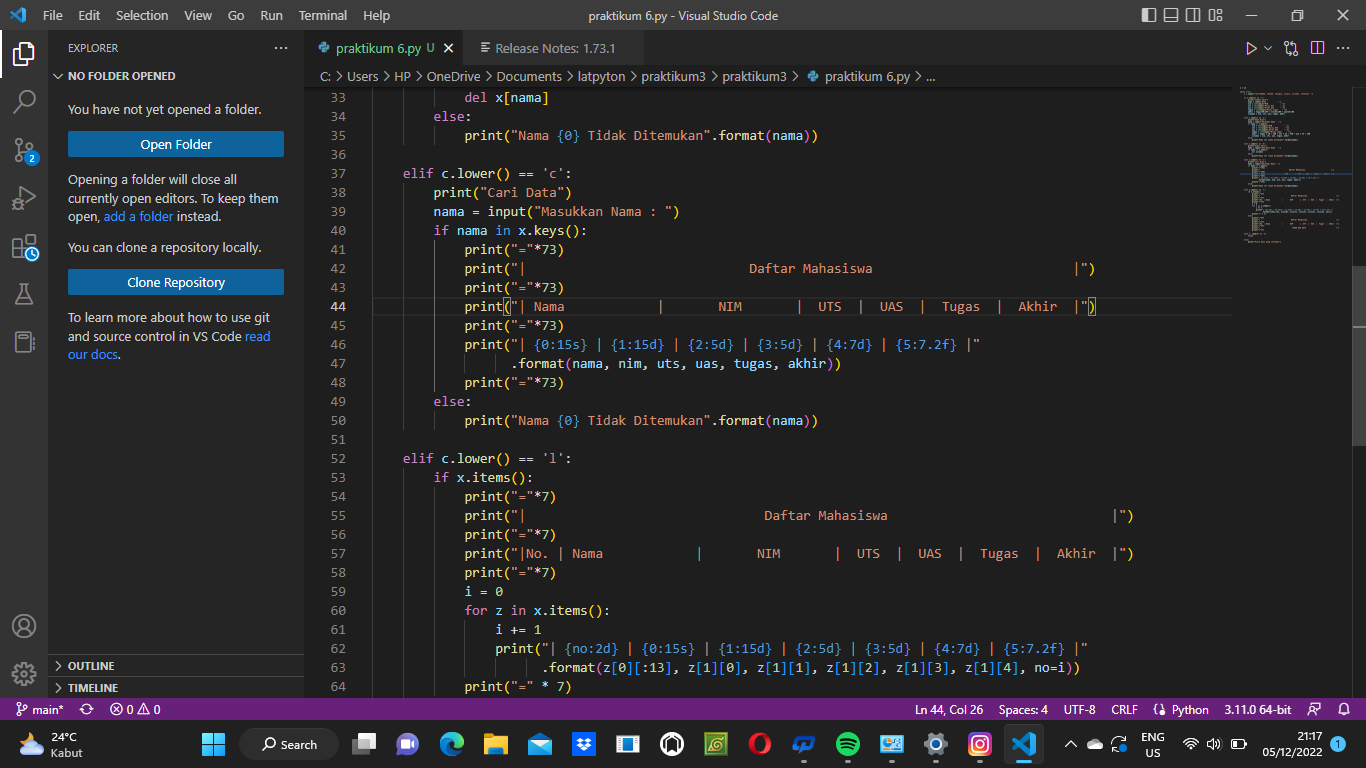 File Edit Selection View Go Run Terminal Help praktikum 6.py - Visual Studio Code
EXPLORER
praktikum 6.py U
Release Notes: 1.73.1
NO FOLDER OPENED
C: > Users > HP > OneDrive > Documents > latpyton > praktikum3 > praktikum3 > praktikum 6.py > ...
You have not yet opened a folder.
Open Folder
Opening a folder will close all
currently open editors. To keep them
open, add a folder instead.
You can clone a repository locally.
Clone Repository
To learn more about how to use git
and source control in VS Code read
our docs.
OUTLINE
TIMELINE
2
33 del x[nama]
34 else:
35 print("Nama {0} Tidak Ditemukan".format(nama))
36
37 elif c.lower() == 'c':
38 print("Cari Data")
39 nama = input("Masukkan Nama : ")
40 if nama in x.keys():
41 print("="*73)
42 print("|                             Daftar Mahasiswa                          |")
43 print("="*73)
44 print("| Nama            |       NIM       |  UTS  |  UAS  |  Tugas  |  Akhir  |")
45 print("="*73)
46 print("| {0:15s} | {1:15d} | {2:5d} | {3:5d} | {4:7d} | {5:7.2f} |"
47 .format(nama, nim, uts, uas, tugas, akhir))
48 print("="*73)
49 else:
50 print("Nama {0} Tidak Ditemukan".format(nama))
51
52 elif c.lower() == 'l':
53 if x.items():
54 print("="*7)
55 print("|                               Daftar Mahasiswa                             |")
56 print("="*7)
57 print("|No. | Nama            |       NIM       |  UTS  |  UAS  |  Tugas  |  Akhir  |")
58 print("="*7)
59 i = 0
60 for z in x.items():
61 i += 1
62 print("| {no:2d} | {0:15s} | {1:15d} | {2:5d} | {3:5d} | {4:7d} | {5:7.2f} |"
63 .format(z[0][:13], z[1][0], z[1][1], z[1][2], z[1][3], z[1][4], no=i))
64 print("=" * 7)
main* 0 0 Ln 44, Col 26 Spaces: 4 UTF-8 CRLF Python 3.11.0 64-bit
24°C
Kabut
Search
ENG
US
21:17
05/12/2022
1